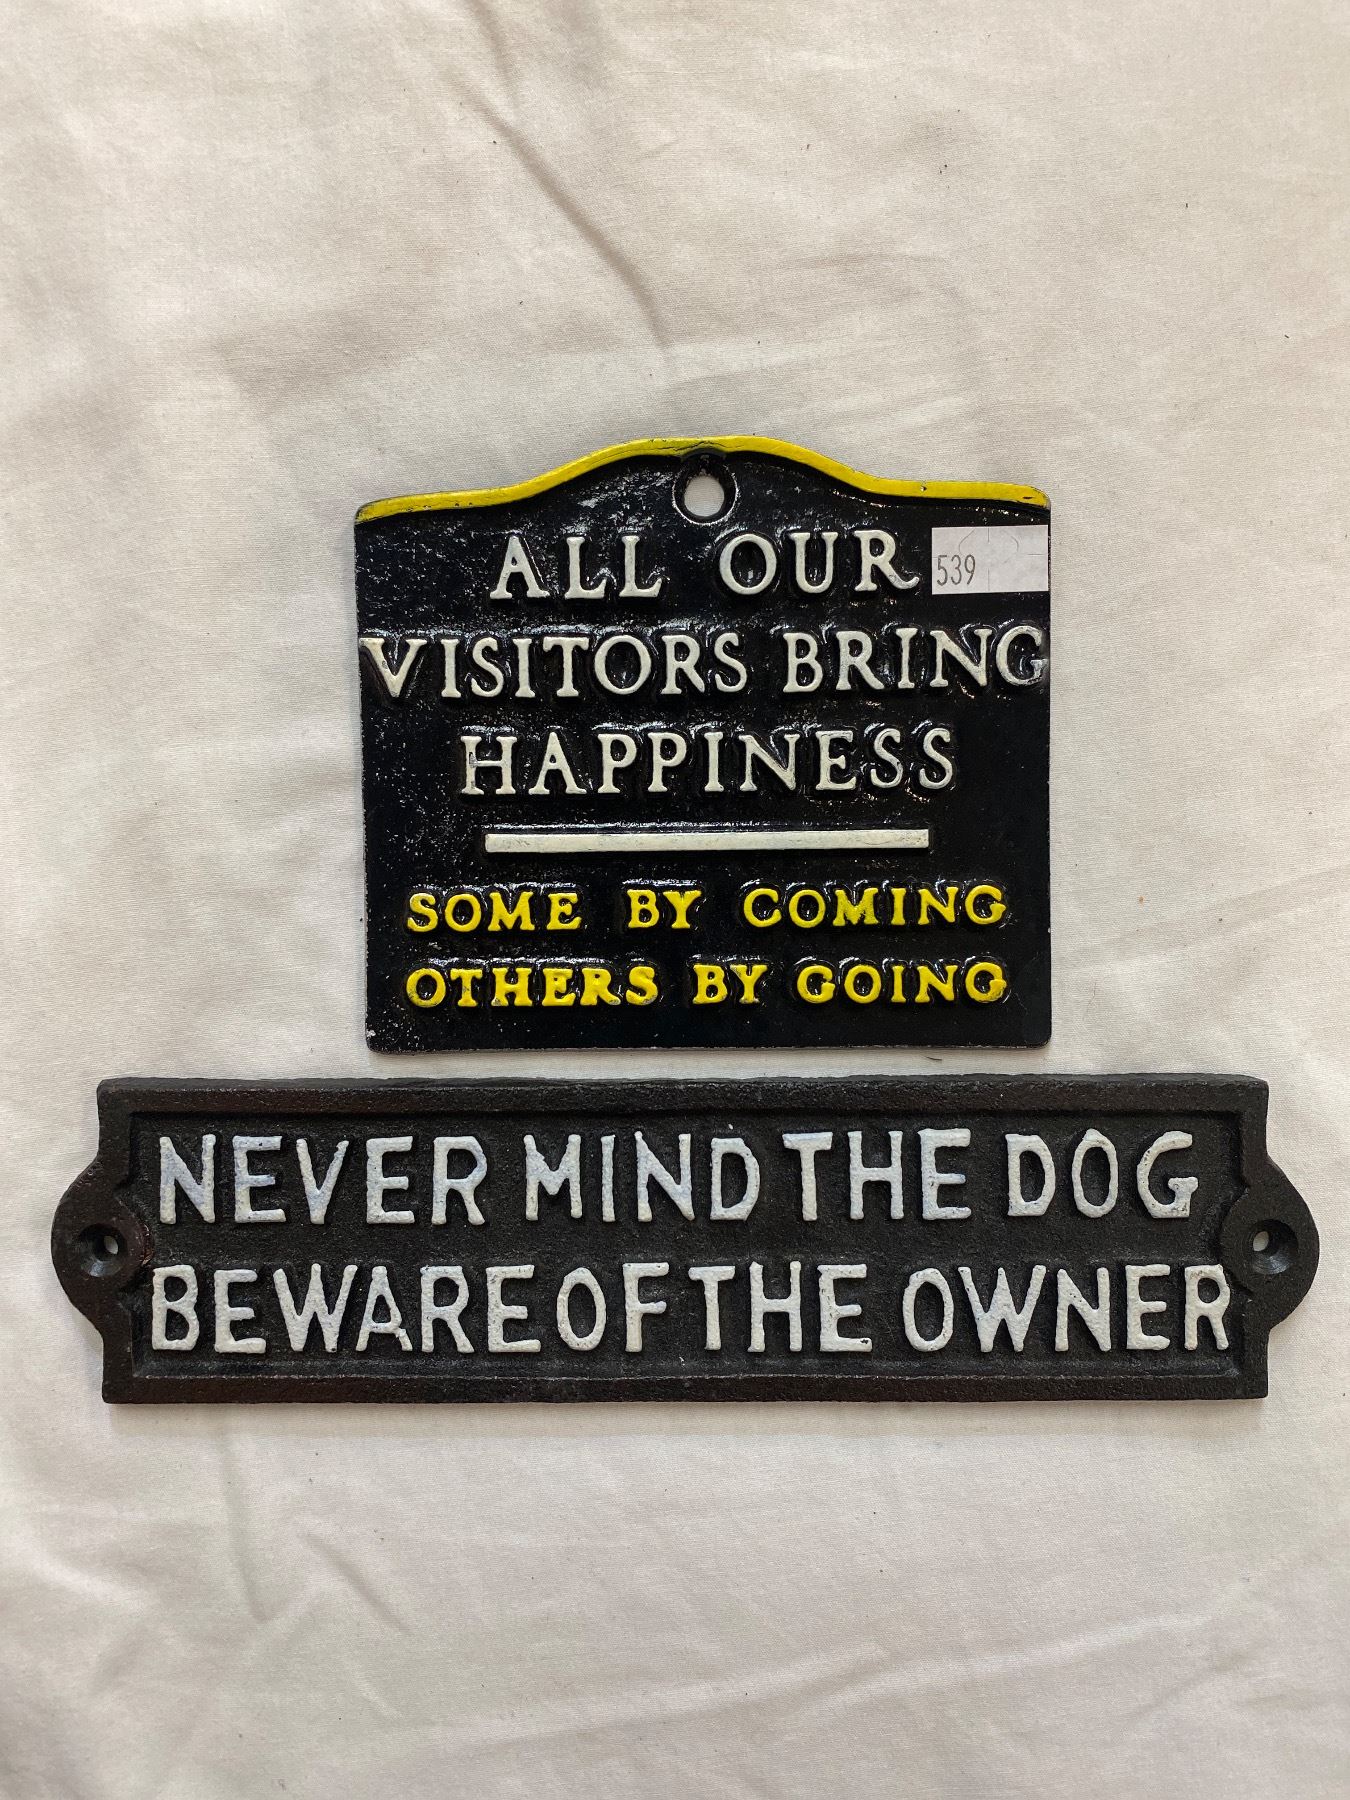 ALL OUR
539
VISITORS BRING
HAPPINESS
SOME BY COMING
OTHERS BY GOING
NEVER MIND THE DOG
BEWARE OF THE OWNER